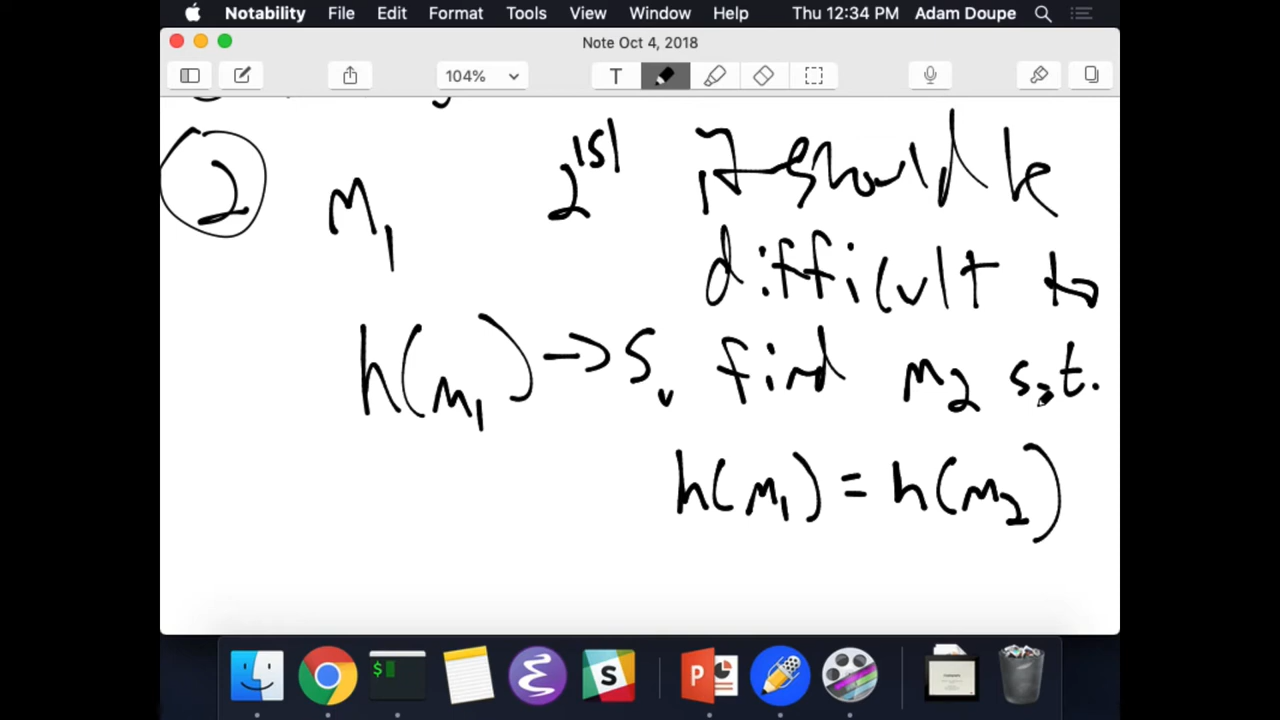 Notability File Edit Format Tools View Window Help Thu 12:34 PM Adam Doupe
Note Oct 4, 2018
104% T
2 m1 2^|s| It should be
difficult to
h(m1) → S, find m2 s.t.
h(m1) = h(m2)
$ S P